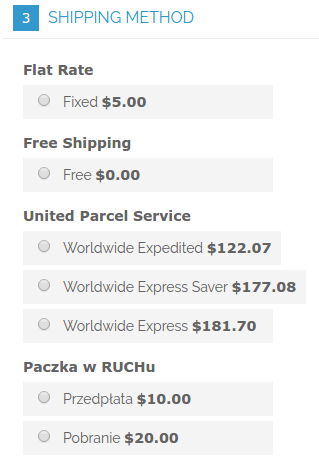 3 SHIPPING METHOD
Flat Rate
Fixed $5.00
Free Shipping
Free $0.00
United Parcel Service
Worldwide Expedited $122.07
Worldwide Express Saver $177.08
Worldwide Express $181.70
Paczka w RUCHu
Przedpłata $10.00
Pobranie $20.00